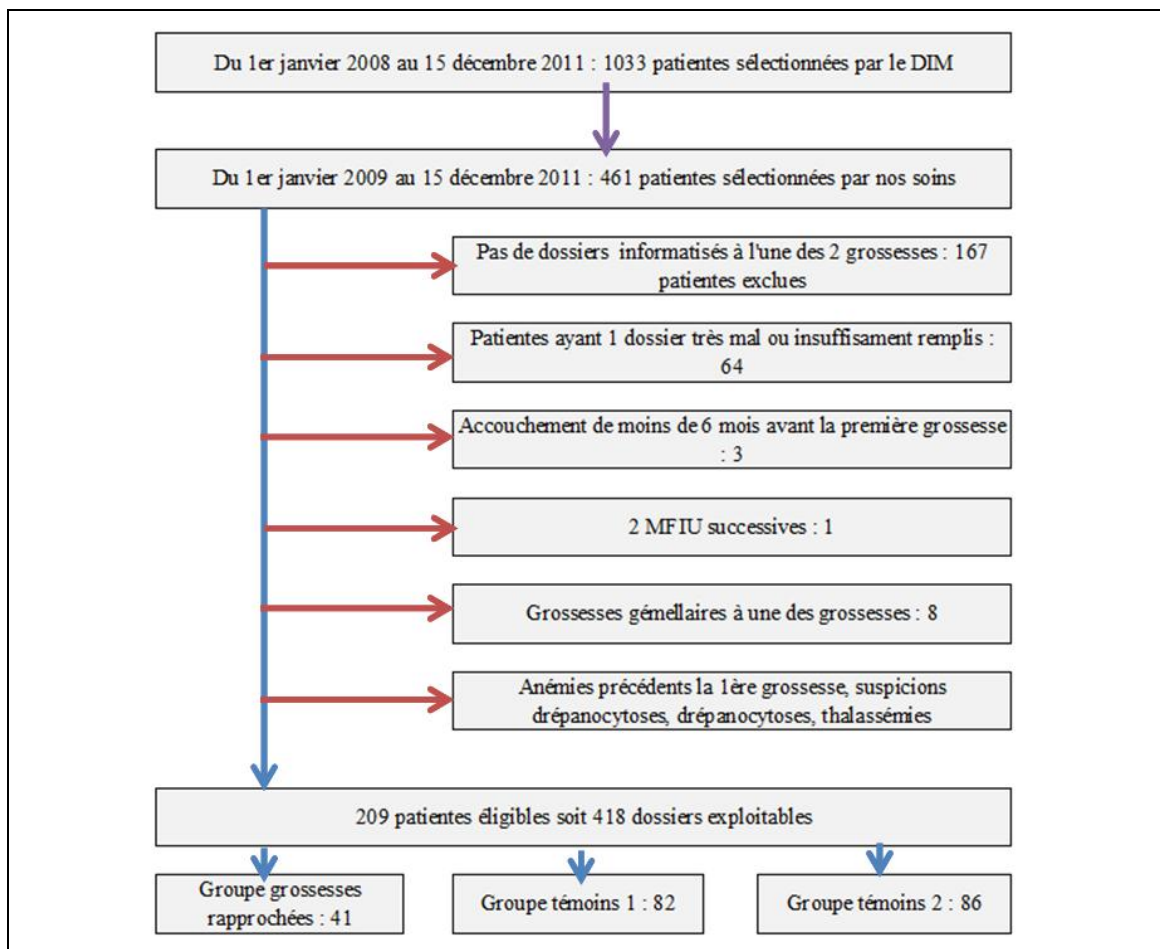 Du 1er janvier 2008 au 15 décembre 2011 : 1033 patientes sélectionnées par le DIM
Du 1er janvier 2009 au 15 décembre 2011 : 461 patientes sélectionnées par nos soins
Pas de dossiers informatisés à l'une des 2 grossesses : 167
patientes exclues
Patientes ayant 1 dossier très mal ou insuffisament remplis :
64
Accouchement de moins de 6 mois avant la première grossesse
: 3
2 MFIU successives : 1
Grossesses gémellaires à une des grossesses : 8
Anémies précédents la 1ère grossesse, suspicions
drépanocytoses, drépanocytoses, thalassémies
209 patientes éligibles soit 418 dossiers exploitables
Groupe grossesses
rapprochées : 41
Groupe témoins 1 : 82
Groupe témoins 2 : 86